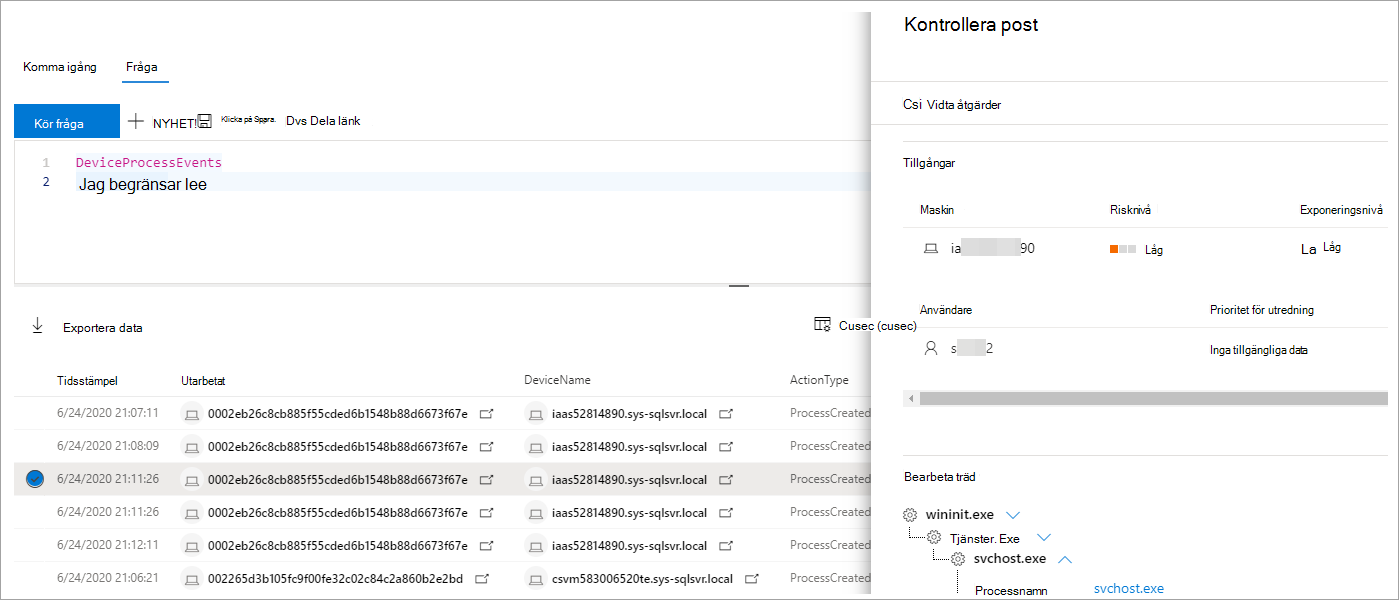 Kontrollera post
Komma igång Fråga
Kör fråga NYHET! Klicka på Spara. Dvs Dela länk
Csi Vidta åtgärder
1 DeviceProcessEvents
2 Jag begränsar lee
Tillgångar
Maskin Risknivå Exponeringsnivå
ia 90 Låg La Låg
Användare Prioritet för utredning
s 2 Inga tillgängliga data
Exportera data Cusec (cusec)
Tidsstämpel Utarbetat DeviceName ActionType
6/24/2020 21:07:11 0002eb26c8cb885f55cded6b1548b88d6673f67e iaas52814890.sys-sqlsvr.local ProcessCreated
6/24/2020 21:08:09 0002eb26c8cb885f55cded6b1548b88d6673f67e iaas52814890.sys-sqlsvr.local ProcessCreated
6/24/2020 21:11:26 0002eb26c8cb885f55cded6b1548b88d6673f67e iaas52814890.sys-sqlsvr.local ProcessCreated
6/24/2020 21:11:26 0002eb26c8cb885f55cded6b1548b88d6673f67e iaas52814890.sys-sqlsvr.local ProcessCreated
6/24/2020 21:12:11 0002eb26c8cb885f55cded6b1548b88d6673f67e iaas52814890.sys-sqlsvr.local ProcessCreated
6/24/2020 21:06:21 002265d3b105fc9f00fe32c02c84c2a860b2e2bd csvm583006520te.sys-sqlsvr.local ProcessCreated
Bearbeta träd
wininit.exe
Tjänster. Exe
svchost.exe
Processnamn svchost.exe